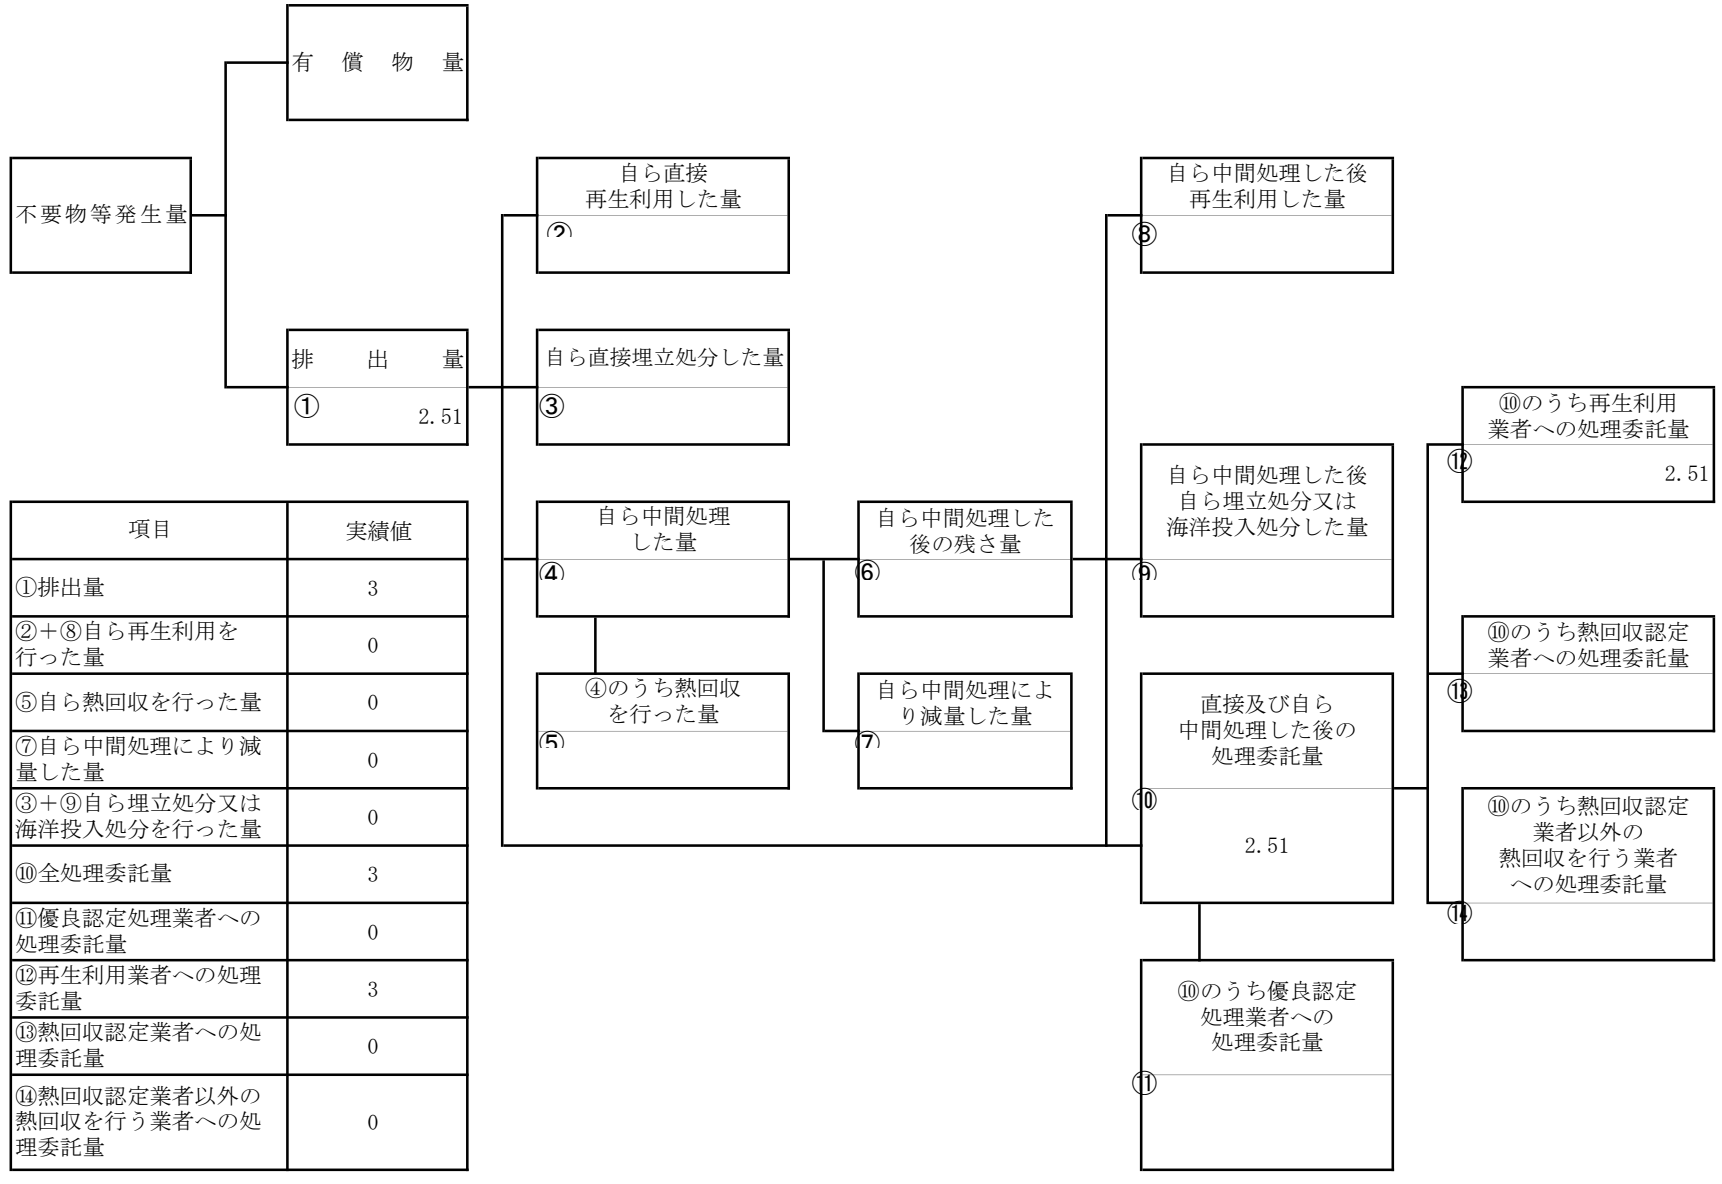 有償物量
不要物等発生量
自ら直接
再生利用した量
②
自ら中間処理した後
再生利用した量
⑧
排出量
①
2.51
自ら直接埋立処分した量
③
⑩のうち再生利用
業者への処理委託量
⑫
2.51
自ら中間処理
した量
④
自ら中間処理した
後の残さ量
⑥
自ら中間処理した後
自ら埋立処分又は
海洋投入処分した量
⑨
⑩のうち熱回収認定
業者への処理委託量
⑬
④のうち熱回収
を行った量
⑤
自ら中間処理によ
り減量した量
⑦
直接及び自ら
中間処理した後の
処理委託量
⑩
2.51
⑩のうち熱回収認定
業者以外の
熱回収を行う業者
への処理委託量
⑭
⑩のうち優良認定
処理業者への
処理委託量
⑪
項目 実績値
①排出量 3
②＋⑧自ら再生利用を
行った量 0
⑤自ら熱回収を行った量 0
⑦自ら中間処理により減
量した量 0
③＋⑨自ら埋立処分又は
海洋投入処分を行った量 0
⑩全処理委託量 3
⑪優良認定処理業者への
処理委託量 0
⑫再生利用業者への処理
委託量 3
⑬熱回収認定業者への処
理委託量 0
⑭熱回収認定業者以外の
熱回収を行う業者への処
理委託量 0